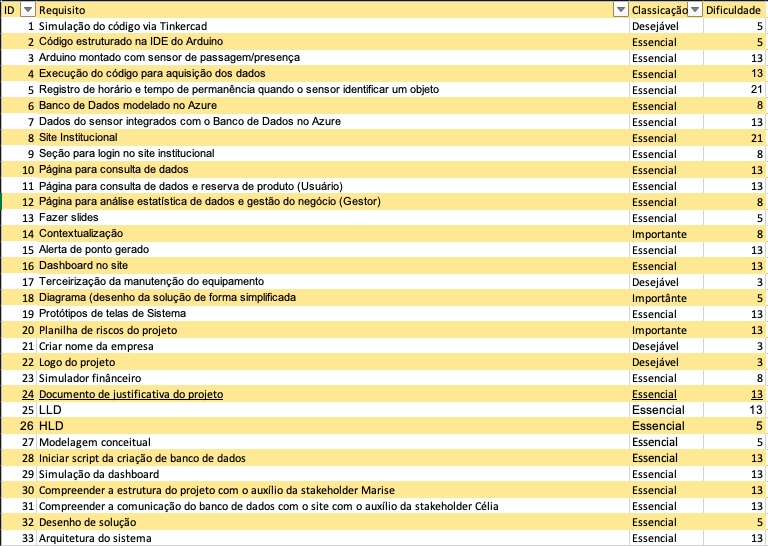 ID Requisito Classicação Dificuldade
1 Simulação do código via Tinkercad Desejável 5
2 Código estruturado na IDE do Arduino Essencial 5
3 Arduino montado com sensor de passagem/presença Essencial 13
4 Execução do código para aquisição dos dados Essencial 13
5 Registro de horário e tempo de permanência quando o sensor identificar um objeto Essencial 21
6 Banco de Dados modelado no Azure Essencial 8
7 Dados do sensor integrados com o Banco de Dados no Azure Essencial 13
8 Site Institucional Essencial 21
9 Seção para login no site institucional Essencial 8
10 Página para consulta de dados Essencial 13
11 Página para consulta de dados e reserva de produto (Usuário) Essencial 13
12 Página para análise estatística de dados e gestão do negócio (Gestor) Essencial 8
13 Fazer slides Essencial 5
14 Contextualização Importante 8
15 Alerta de ponto gerado Essencial 13
16 Dashboard no site Essencial 13
17 Terceirização da manutenção do equipamento Desejável 3
18 Diagrama (desenho da solução de forma simplificada Importânte 5
19 Protótipos de telas de Sistema Essencial 13
20 Planilha de riscos do projeto Importante 13
21 Criar nome da empresa Desejável 3
22 Logo do projeto Desejável 3
23 Simulador finânceiro Essencial 8
24 Documento de justificativa do projeto Essencial 13
25 LLD Essencial 13
26 HLD Essencial 5
27 Modelagem conceitual Essencial 5
28 Iniciar script da criação de banco de dados Essencial 13
29 Simulação da dashboard Essencial 13
30 Compreender a estrutura do projeto com o auxílio da stakeholder Marise Essencial 13
31 Compreender a comunicação do banco de dados com o site com o auxílio da stakeholder Célia Essencial 13
32 Desenho de solução Essencial 5
33 Arquitetura do sistema Essencial 13